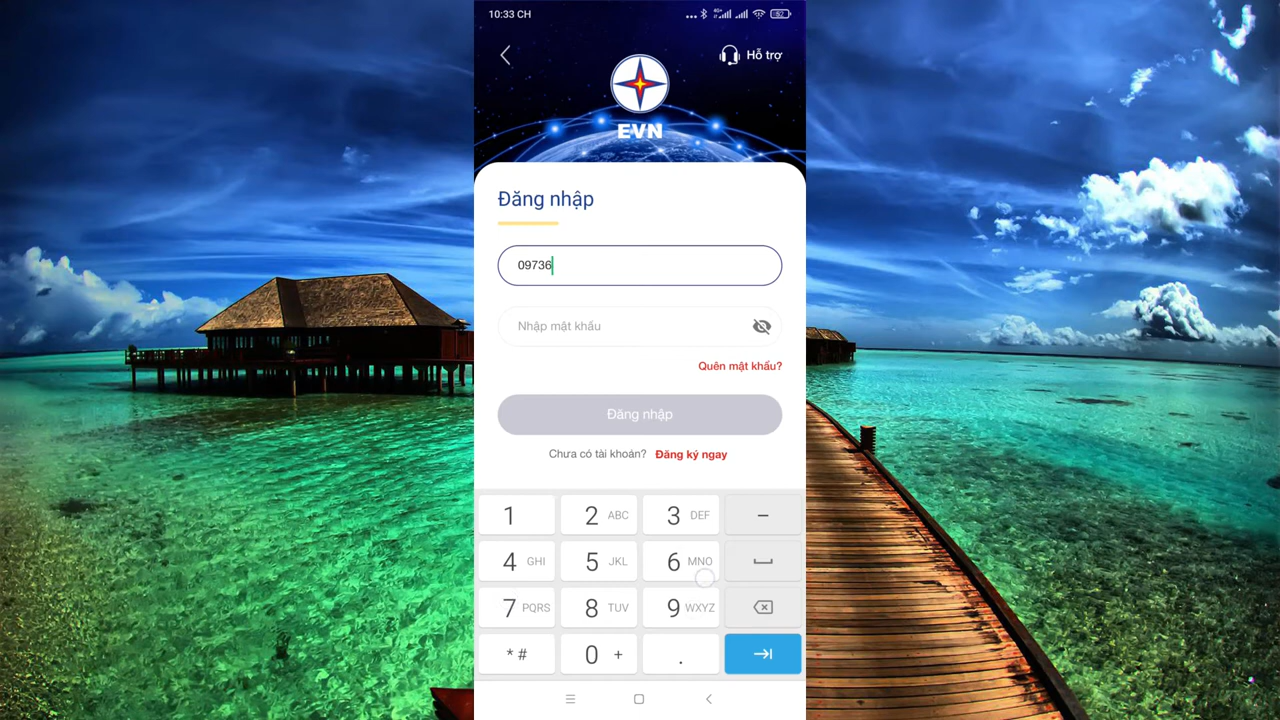 10:33 CH
4G+
57
Hỗ trợ
EVN
Đăng nhập
09736
Nhập mật khẩu
Quên mật khẩu?
Đăng nhập
Chưa có tài khoản? Đăng ký ngay
1 2 ABC 3 DEF –
4 GHI 5 JKL 6 MNO
7 PQRS 8 TUV 9 WXYZ
* # 0 + .